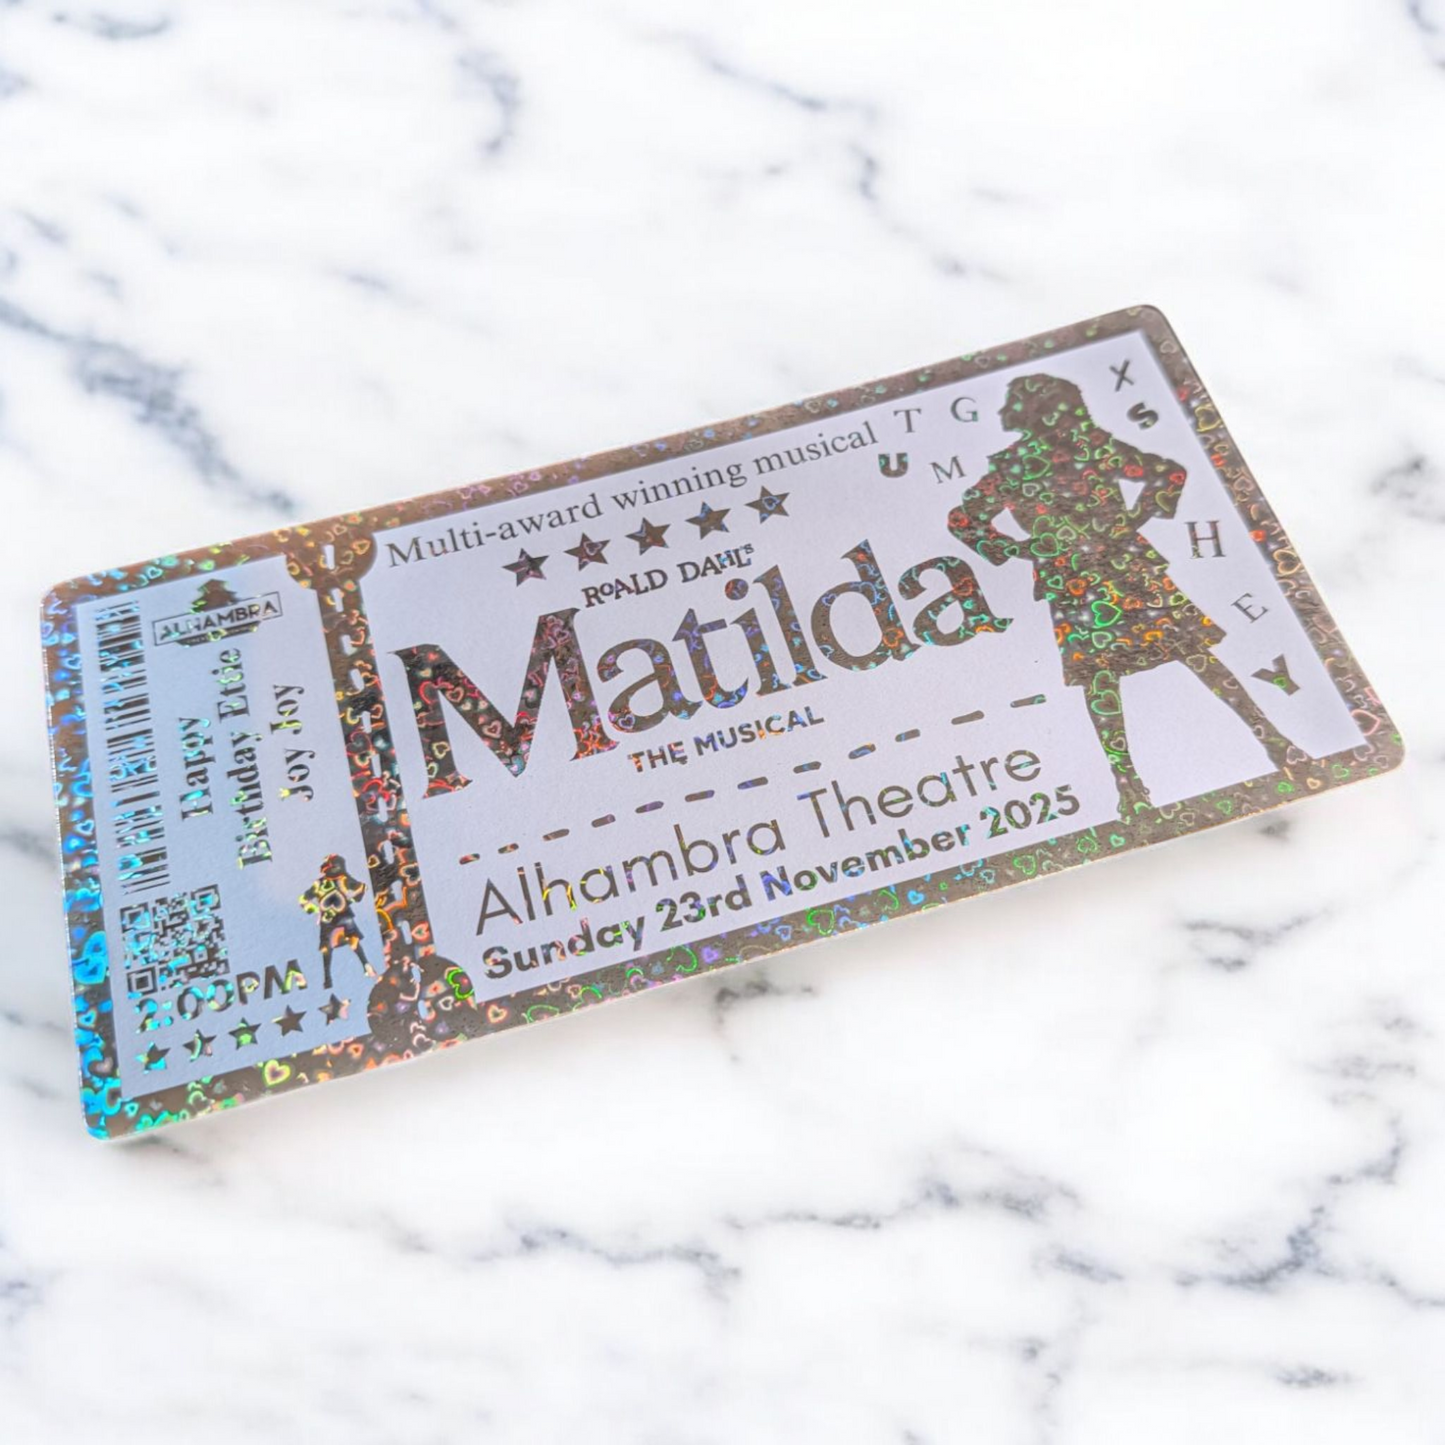 ALHAMBRA
Happy
Birthday Ettie
Joy Joy
2:00PM
Multi-award winning musical
ROALD DAHL'S
Matilda
THE MUSICAL
Alhambra Theatre
Sunday 23rd November 2025
T G
U M
X
S
H
E
Y